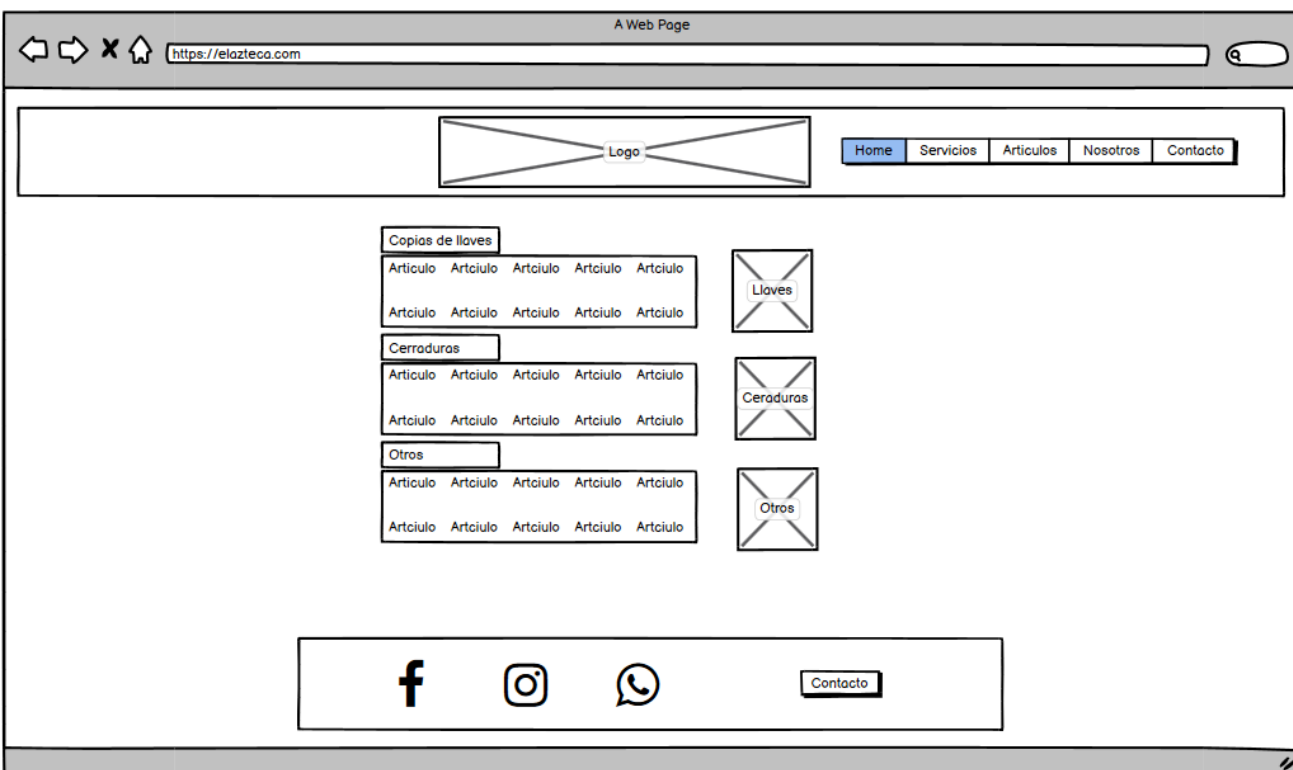 A Web Page
https://elazteca.com
Logo
Home Servicios Articulos Nosotros Contacto
Copias de llaves
Articulo Artciulo Artciulo Artciulo Artciulo
Artciulo Artciulo Artciulo Artciulo Artciulo
Llaves
Cerraduras
Articulo Artciulo Artciulo Artciulo Artciulo
Artciulo Artciulo Artciulo Artciulo Artciulo
Ceraduras
Otros
Articulo Artciulo Artciulo Artciulo Artciulo
Artciulo Artciulo Artciulo Artciulo Artciulo
Otros
Contacto